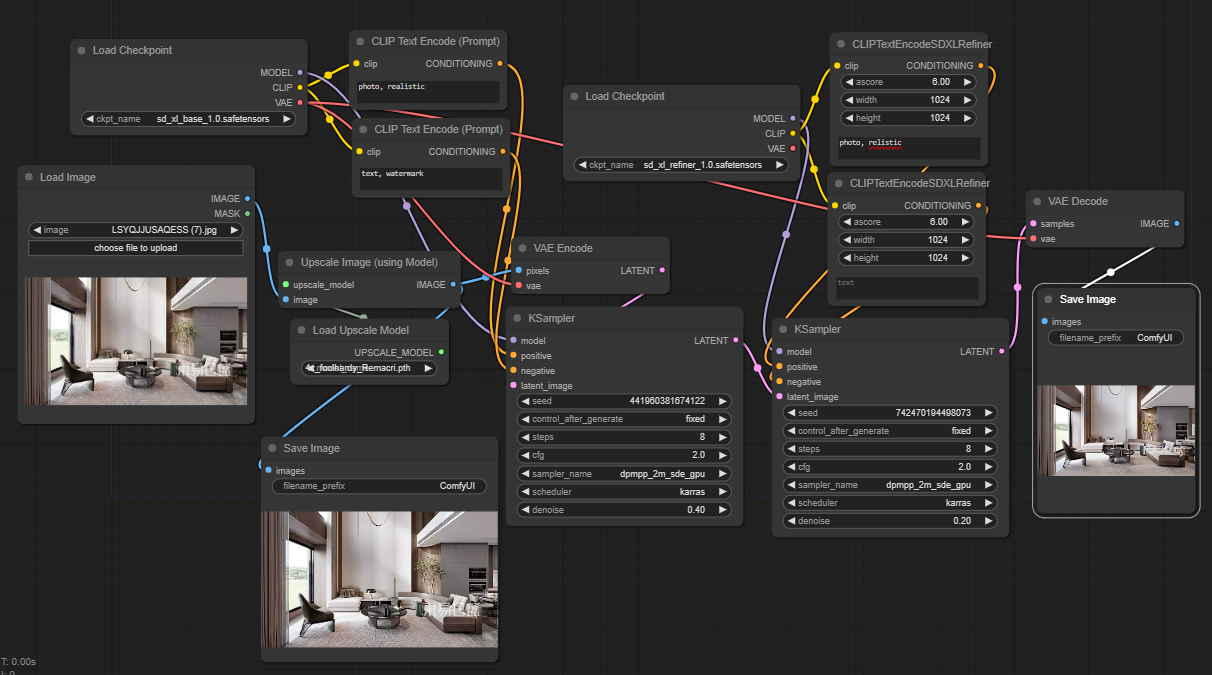 Load Checkpoint
MODEL
CLIP
VAE
ckpt_name sd_xl_base_1.0.safetensors
CLIP Text Encode (Prompt)
clip CONDITIONING
photo, realistic
CLIP Text Encode (Prompt)
clip CONDITIONING
text, watermark
Load Checkpoint
MODEL
CLIP
VAE
ckpt_name sd_xl_refiner_1.0.safetensors
CLIPTextEncodeSDXLRefiner
clip CONDITIONING
ascore 6.00
width 1024
height 1024
photo, relistic
CLIPTextEncodeSDXLRefiner
clip CONDITIONING
ascore 6.00
width 1024
height 1024
text
Load Image
IMAGE
MASK
image LSYQJJUSAQESS (7).jpg
choose file to upload
Upscale Image (using Model)
upscale_model IMAGE
image
Load Upscale Model
UPSCALE_MODEL
foolhardy_Remacri.pth
VAE Encode
pixels LATENT
vae
KSampler
model LATENT
positive
negative
latent_image
seed 441960381674122
control_after_generate fixed
steps 8
cfg 2.0
sampler_name dpmpp_2m_sde_gpu
scheduler karras
denoise 0.40
KSampler
model LATENT
positive
negative
latent_image
seed 742470194498073
control_after_generate fixed
steps 8
cfg 2.0
sampler_name dpmpp_2m_sde_gpu
scheduler karras
denoise 0.20
VAE Decode
samples IMAGE
vae
Save Image
images
filename_prefix ComfyUI
Save Image
images
filename_prefix ComfyUI
T: 0.00s